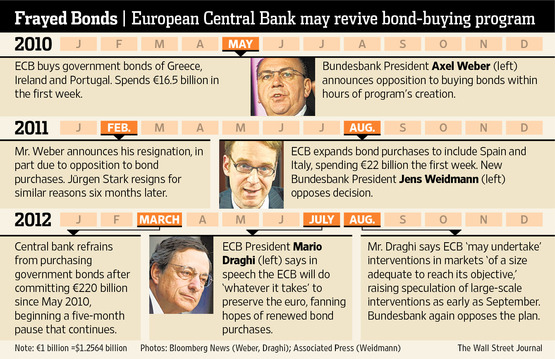 Frayed Bonds | European Central Bank may revive bond-buying program
2010 J F M A MAY J J A S O N D
ECB buys government bonds of Greece,
Ireland and Portugal. Spends €16.5 billion in
the first week.
Bundesbank President Axel Weber (left)
announces opposition to buying bonds within
hours of program's creation.
2011 J FEB. M A M J J AUG. S O N D
Mr. Weber announces his resignation, in
part due to opposition to bond
purchases. Jürgen Stark resigns for
similar reasons six months later.
ECB expands bond purchases to include Spain and
Italy, spending €22 billion the first week. New
Bundesbank President Jens Weidmann (left)
opposes decision.
2012 J F MARCH A M J JULY AUG. S O N D
Central bank refrains
from purchasing
government bonds after
committing €220 billion
since May 2010,
beginning a five-month
pause that continues.
ECB President Mario
Draghi (left) says in
speech the ECB will do
'whatever it takes' to
preserve the euro, fanning
hopes of renewed bond
purchases.
Mr. Draghi says ECB 'may undertake'
interventions in markets 'of a size
adequate to reach its objective,'
raising speculation of large-scale
interventions as early as September.
Bundesbank again opposes the plan.
Note: €1 billion =$1.2564 billion Photos: Bloomberg News (Weber, Draghi); Associated Press (Weidmann) The Wall Street Journal